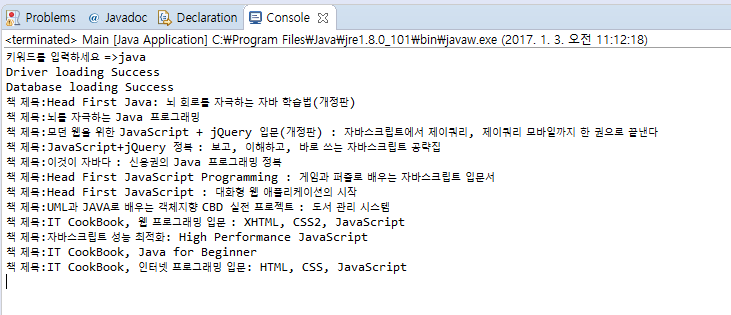 Problems @ Javadoc Declaration Console
<terminated> Main [Java Application] C:₩Program Files₩Java₩jre1.8.0_101₩bin₩javaw.exe (2017. 1. 3. 오전 11:12:18)
키워드를 입력하세요 =>java
Driver loading Success
Database loading Success
책 제목:Head First Java: 뇌 회로를 자극하는 자바 학습법(개정판)
책 제목:뇌를 자극하는 Java 프로그래밍
책 제목:모던 웹을 위한 JavaScript + jQuery 입문(개정판) : 자바스크립트에서 제이쿼리, 제이쿼리 모바일까지 한 권으로 끝낸다
책 제목:JavaScript+jQuery 정복 : 보고, 이해하고, 바로 쓰는 자바스크립트 공략집
책 제목:이것이 자바다 : 신용권의 Java 프로그래밍 정복
책 제목:Head First JavaScript Programming : 게임과 퍼즐로 배우는 자바스크립트 입문서
책 제목:Head First JavaScript : 대화형 웹 애플리케이션의 시작
책 제목:UML과 JAVA로 배우는 객체지향 CBD 실전 프로젝트 : 도서 관리 시스템
책 제목:IT CookBook, 웹 프로그래밍 입문 : XHTML, CSS2, JavaScript
책 제목:자바스크립트 성능 최적화: High Performance JavaScript
책 제목:IT CookBook, Java for Beginner
책 제목:IT CookBook, 인터넷 프로그래밍 입문: HTML, CSS, JavaScript